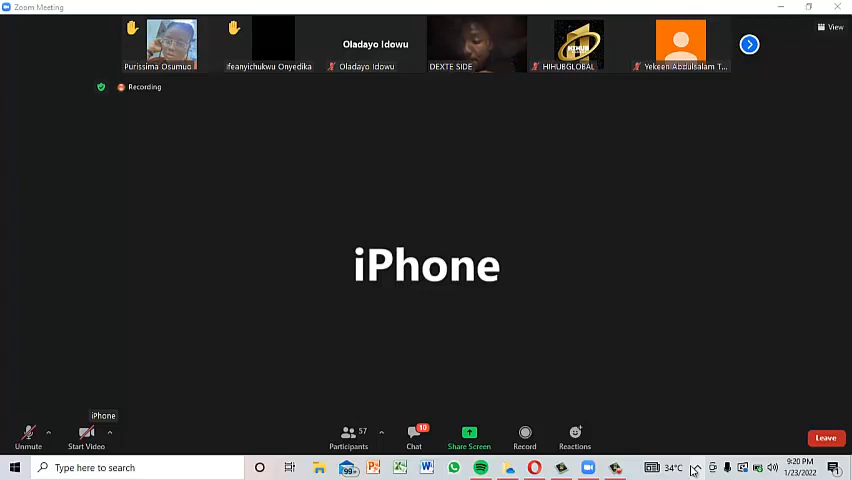 Zoom Meeting
View
Oladayo Idowu
Purissima Osumuo
Ifeanyichukwu Onyedika
Oladayo Idowu
DEXTE SIDE
HIHUBGLOBAL
Yekeen Abdulsalam T...
Recording
iPhone
iPhone
Unmute
Start Video
57
Participants
10
Chat
Share Screen
Record
Reactions
Leave
Type here to search
99+
34°C
9:20 PM
1/23/2022